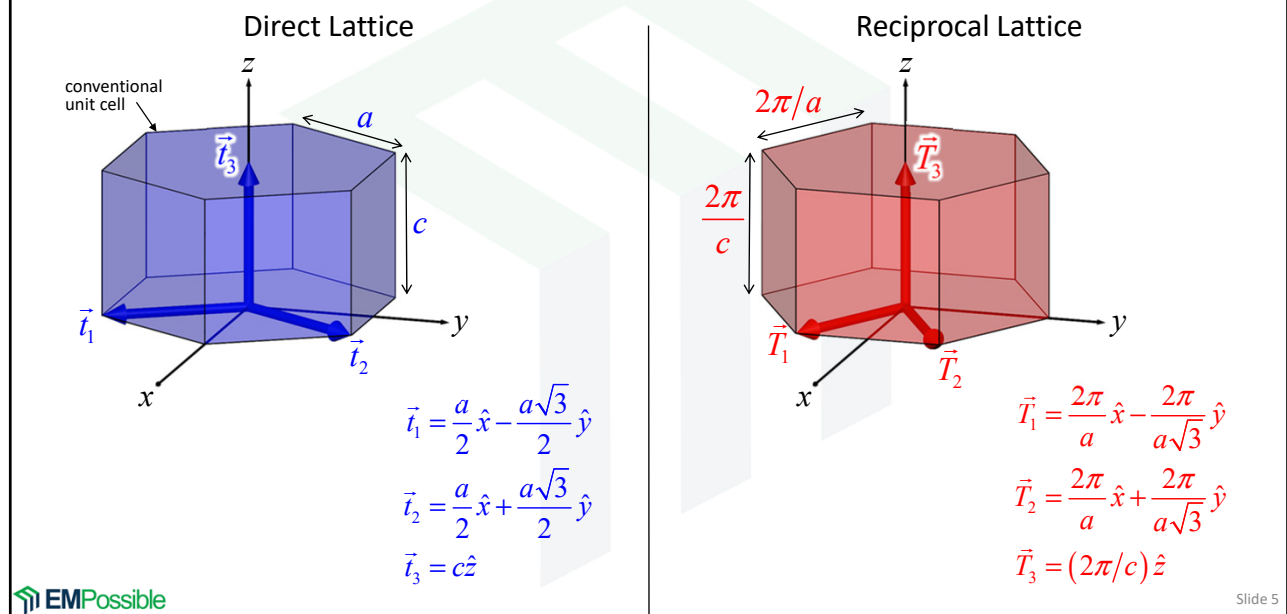 Direct Lattice
z
conventional
unit cell
a
t⃗₃
c
t⃗₁
t⃗₂
y
x
t⃗₁ = a/2 x̂ − a√3/2 ŷ
t⃗₂ = a/2 x̂ + a√3/2 ŷ
t⃗₃ = cẑ
Reciprocal Lattice
z
2π/a
T⃗₃
2π/c
T⃗₁
T⃗₂
y
x
T⃗₁ = 2π/a x̂ − 2π/a√3 ŷ
T⃗₂ = 2π/a x̂ + 2π/a√3 ŷ
T⃗₃ = (2π/c) ẑ
EMPossible
Slide 5